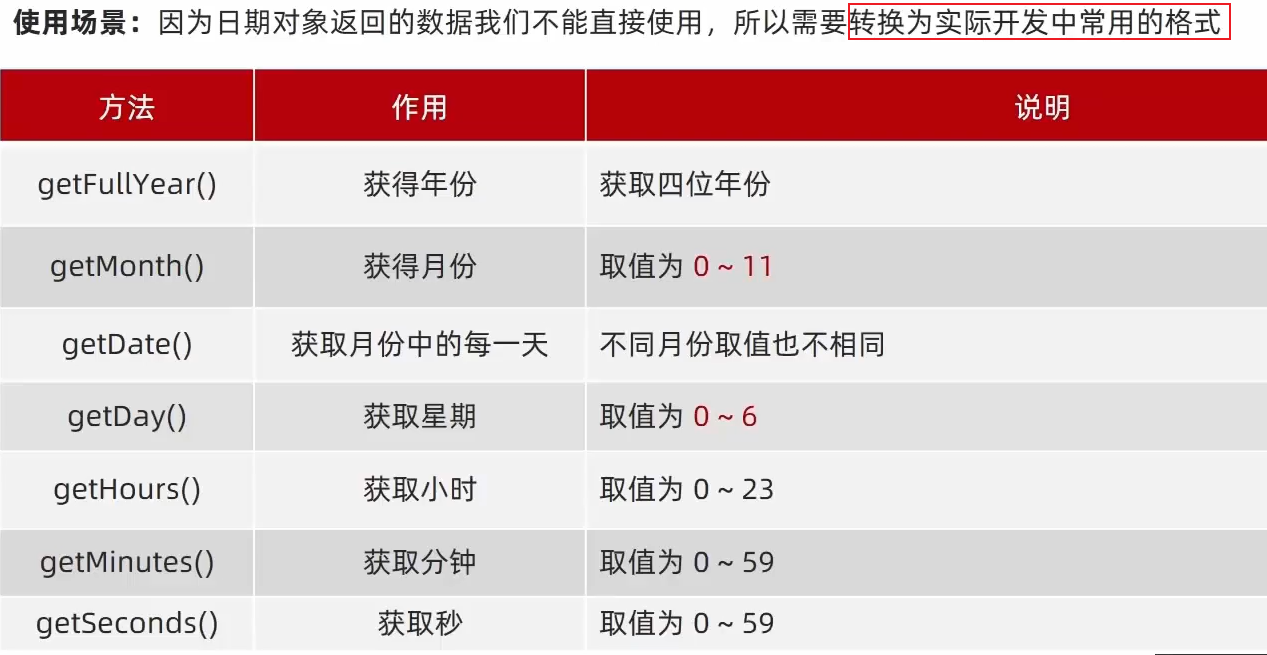 使用场景：因为日期对象返回的数据我们不能直接使用，所以需要转换为实际开发中常用的格式
方法 作用 说明
getFullYear() 获得年份 获取四位年份
getMonth() 获得月份 取值为 0 ~ 11
getDate() 获取月份中的每一天 不同月份取值也不相同
getDay() 获取星期 取值为 0 ~ 6
getHours() 获取小时 取值为 0 ~ 23
getMinutes() 获取分钟 取值为 0 ~ 59
getSeconds() 获取秒 取值为 0 ~ 59